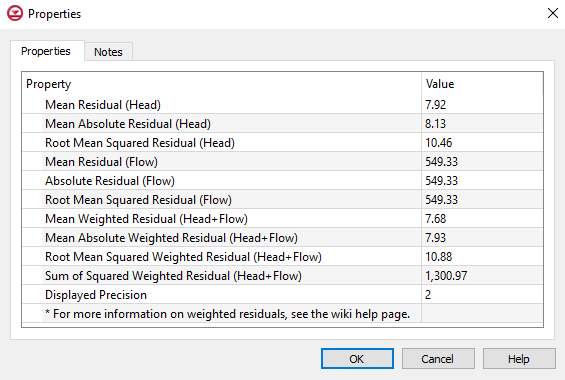 Properties
Properties Notes
Property Value
Mean Residual (Head) 7.92
Mean Absolute Residual (Head) 8.13
Root Mean Squared Residual (Head) 10.46
Mean Residual (Flow) 549.33
Absolute Residual (Flow) 549.33
Root Mean Squared Residual (Flow) 549.33
Mean Weighted Residual (Head+Flow) 7.68
Mean Absolute Weighted Residual (Head+Flow) 7.93
Root Mean Squared Weighted Residual (Head+Flow) 10.88
Sum of Squared Weighted Residual (Head+Flow) 1,300.97
Displayed Precision 2
* For more information on weighted residuals, see the wiki help page.
OK Cancel Help